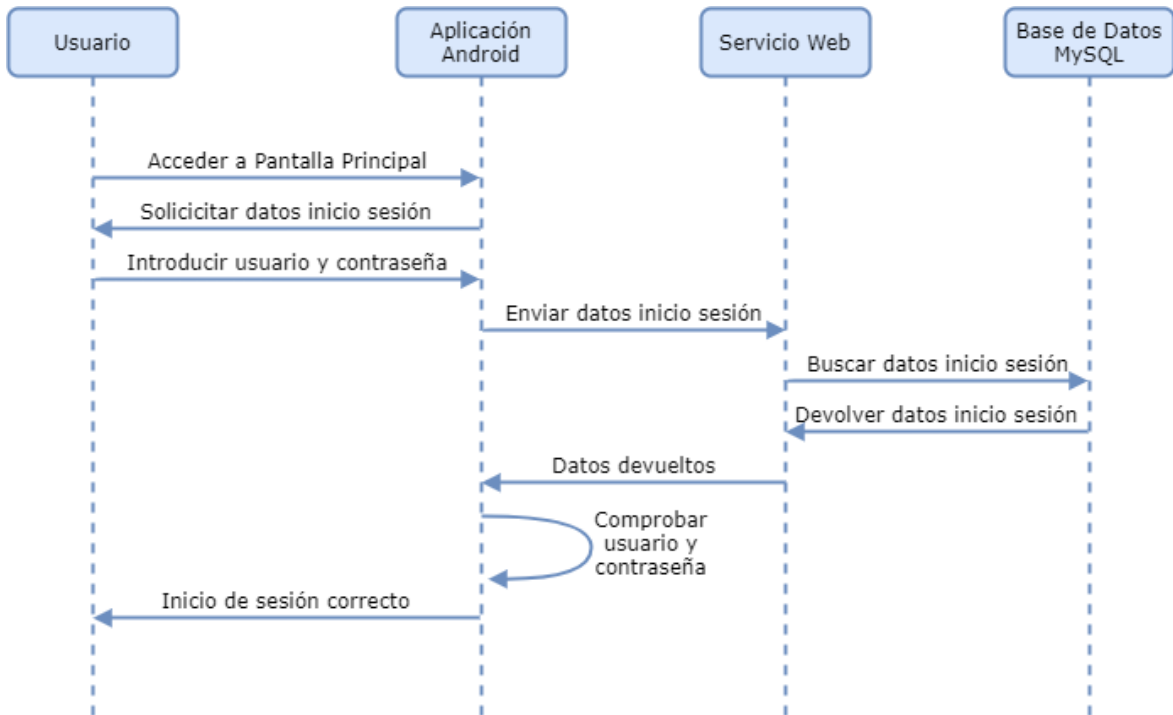 Usuario
Aplicación
Android
Servicio Web
Base de Datos
MySQL
Acceder a Pantalla Principal
Solicicitar datos inicio sesión
Introducir usuario y contraseña
Enviar datos inicio sesión
Buscar datos inicio sesión
Devolver datos inicio sesión
Datos devueltos
Comprobar
usuario y
contraseña
Inicio de sesión correcto